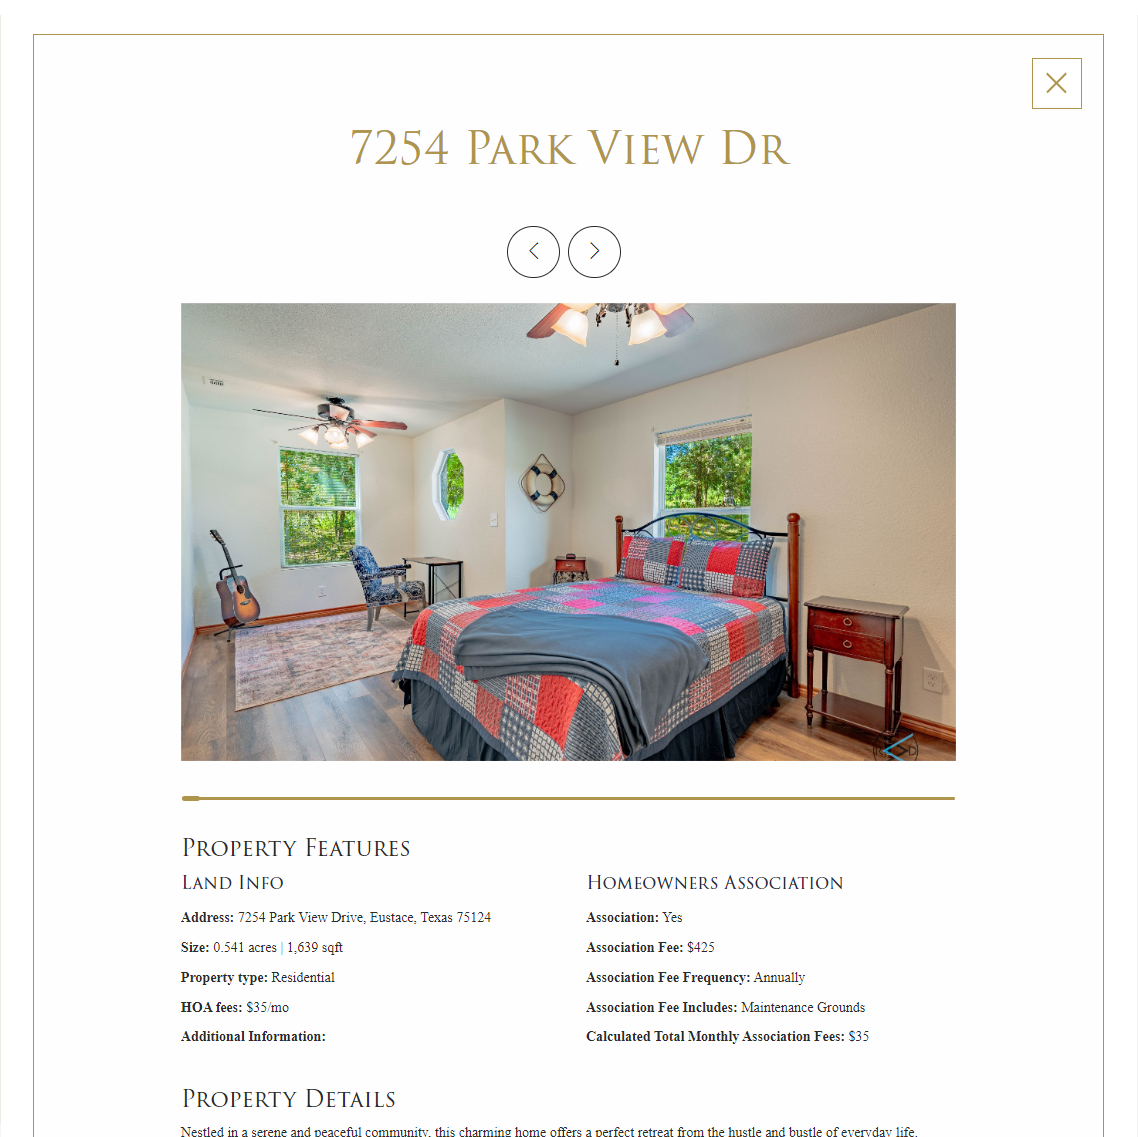 7254 Park View Dr
Property Features
Land Info
Address: 7254 Park View Drive, Eustace, Texas 75124
Size: 0.541 acres | 1,639 sqft
Property type: Residential
HOA fees: $35/mo
Additional Information:
Homeowners Association
Association: Yes
Association Fee: $425
Association Fee Frequency: Annually
Association Fee Includes: Maintenance Grounds
Calculated Total Monthly Association Fees: $35
Property Details
Nestled in a serene and peaceful community, this charming home offers a perfect retreat from the hustle and bustle of everyday life.